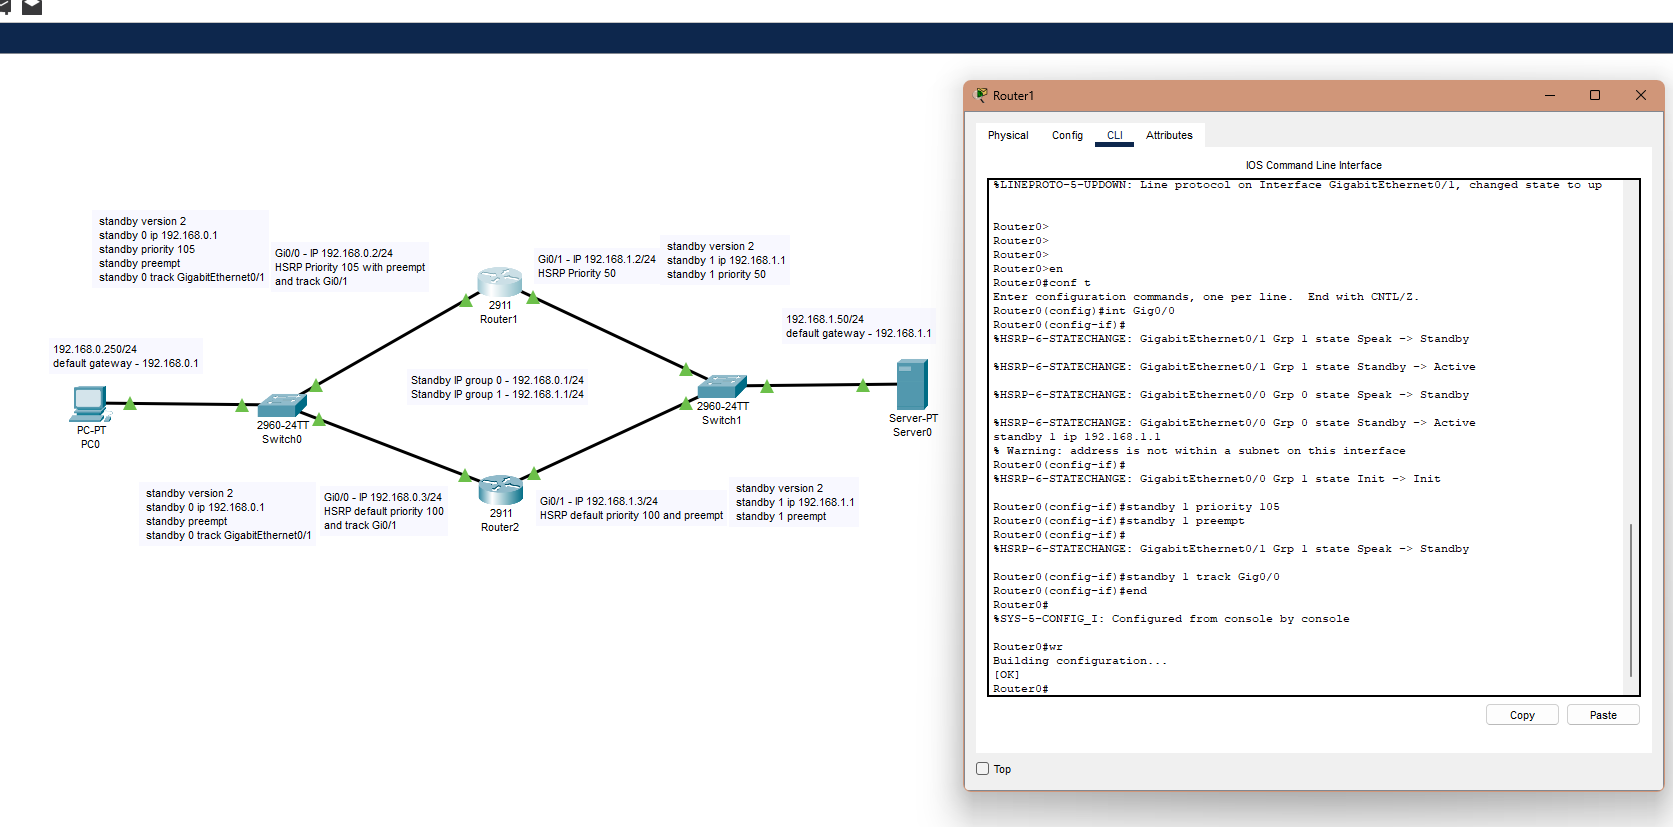 standby version 2
standby 0 ip 192.168.0.1
standby priority 105
standby preempt
standby 0 track GigabitEthernet0/1
Gi0/0 - IP 192.168.0.2/24
HSRP Priority 105 with preempt
and track Gi0/1
2911
Router1
Gi0/1 - IP 192.168.1.2/24
HSRP Priority 50
standby version 2
standby 1 ip 192.168.1.1
standby 1 priority 50
192.168.1.50/24
default gateway - 192.168.1.1
192.168.0.250/24
default gateway - 192.168.0.1
PC-PT
PC0
2960-24TT
Switch0
Standby IP group 0 - 192.168.0.1/24
Standby IP group 1 - 192.168.1.1/24
2960-24TT
Switch1
Server-PT
Server0
standby version 2
standby 0 ip 192.168.0.1
standby preempt
standby 0 track GigabitEthernet0/1
Gi0/0 - IP 192.168.0.3/24
HSRP default priority 100
and track Gi0/1
2911
Router2
Gi0/1 - IP 192.168.1.3/24
HSRP default priority 100 and preempt
standby version 2
standby 1 ip 192.168.1.1
standby 1 preempt
Router1
Physical Config CLI Attributes
IOS Command Line Interface
%LINEPROTO-5-UPDOWN: Line protocol on Interface GigabitEthernet0/1, changed state to up
Router0>
Router0>
Router0>
Router0>en
Router0#conf t
Enter configuration commands, one per line.  End with CNTL/Z.
Router0(config)#int Gig0/0
Router0(config-if)#
%HSRP-6-STATECHANGE: GigabitEthernet0/1 Grp 1 state Speak -> Standby
%HSRP-6-STATECHANGE: GigabitEthernet0/1 Grp 1 state Standby -> Active
%HSRP-6-STATECHANGE: GigabitEthernet0/0 Grp 0 state Speak -> Standby
%HSRP-6-STATECHANGE: GigabitEthernet0/0 Grp 0 state Standby -> Active
standby 1 ip 192.168.1.1
% Warning: address is not within a subnet on this interface
Router0(config-if)#
%HSRP-6-STATECHANGE: GigabitEthernet0/0 Grp 1 state Init -> Init
Router0(config-if)#standby 1 priority 105
Router0(config-if)#standby 1 preempt
Router0(config-if)#
%HSRP-6-STATECHANGE: GigabitEthernet0/1 Grp 1 state Speak -> Standby
Router0(config-if)#standby 1 track Gig0/0
Router0(config-if)#end
Router0#
%SYS-5-CONFIG_I: Configured from console by console
Router0#wr
Building configuration...
[OK]
Router0#
Copy Paste
Top